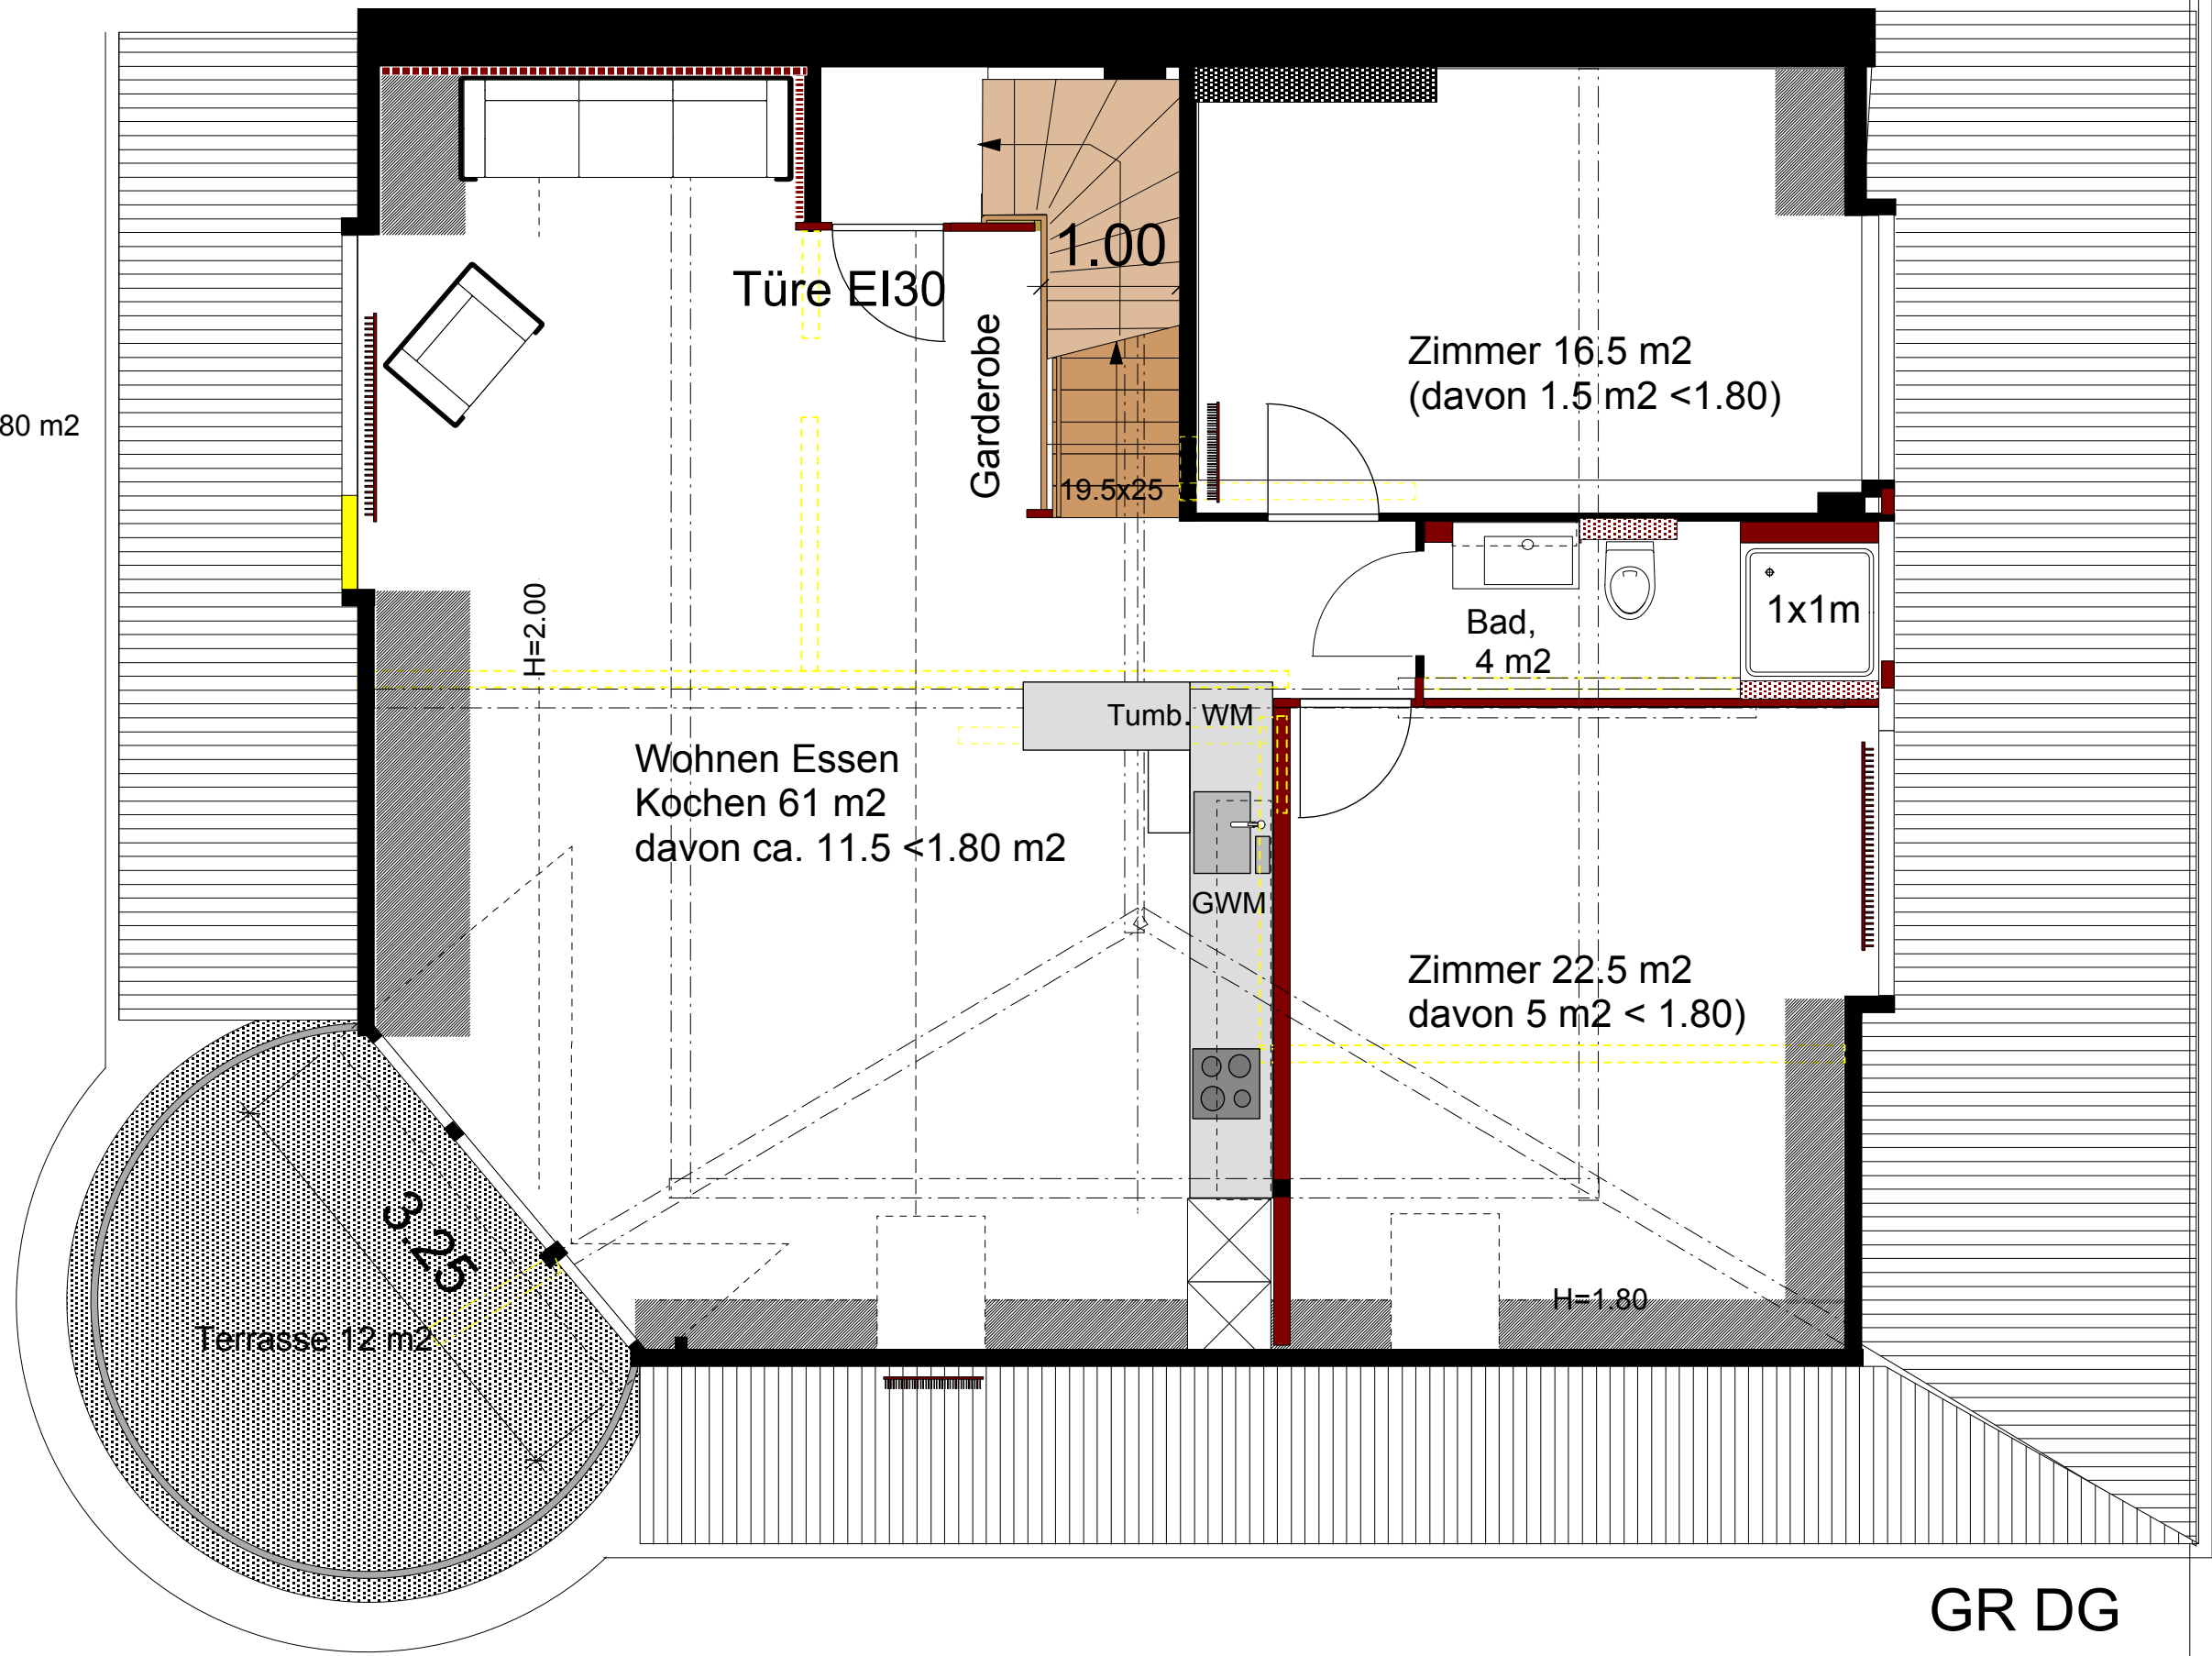 Türe EI30
1.00
Garderobe
19.5x25
Zimmer 16.5 m2
(davon 1.5 m2 <1.80)
80 m2
H=2.00
Bad,
4 m2
1x1m
Tumb. WM
Wohnen Essen
Kochen 61 m2
davon ca. 11.5 <1.80 m2
GWM
Zimmer 22.5 m2
davon 5 m2 < 1.80)
3.25
Terrasse 12 m2
H=1.80
GR DG